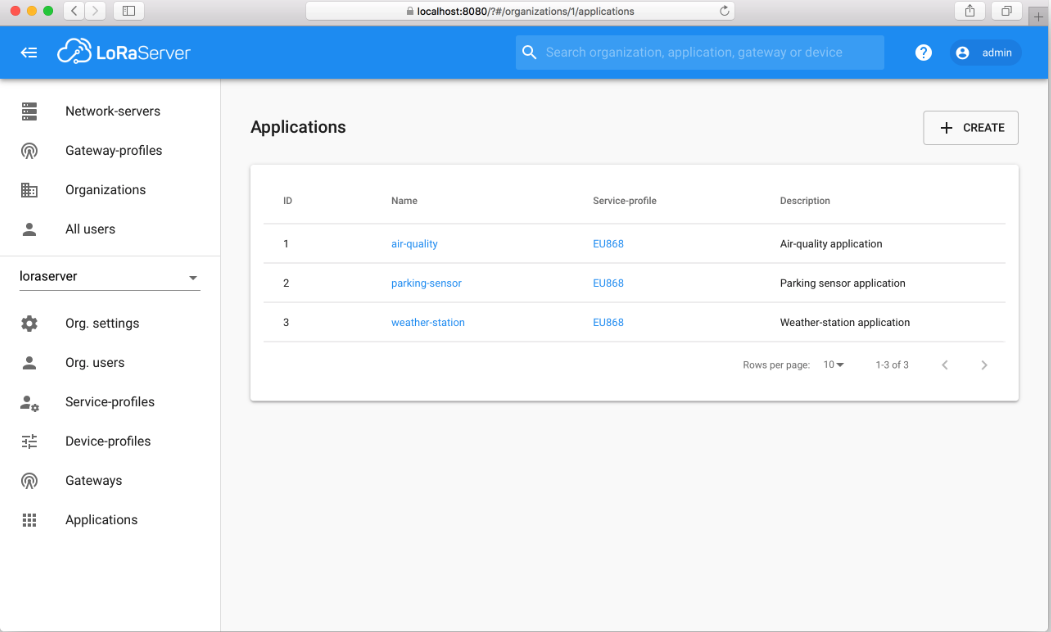 localhost:8080/?#/organizations/1/applications
LoRaServer
Search organization, application, gateway or device
? admin
Network-servers
Gateway-profiles
Organizations
All users
loraserver
Org. settings
Org. users
Service-profiles
Device-profiles
Gateways
Applications
Applications
+ CREATE
ID Name Service-profile Description
1 air-quality EU868 Air-quality application
2 parking-sensor EU868 Parking sensor application
3 weather-station EU868 Weather-station application
Rows per page: 10 1-3 of 3